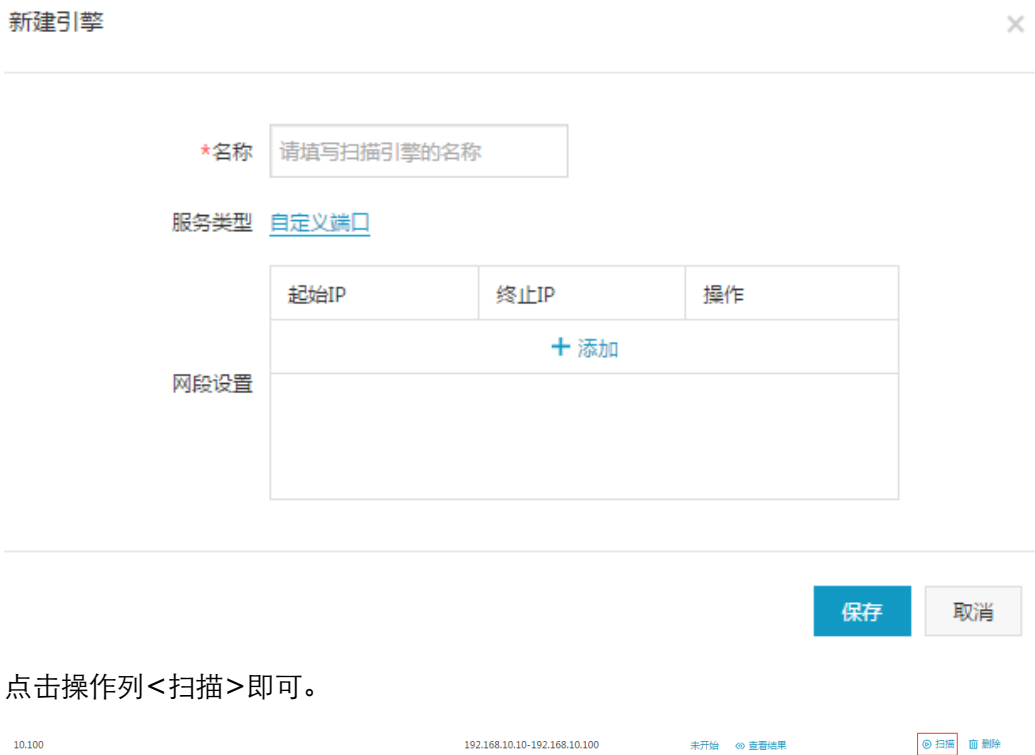 新建引擎
*名称 请填写扫描引擎的名称
服务类型 自定义端口
起始IP 终止IP 操作
添加
网段设置
保存 取消
点击操作列<扫描>即可。
10.100 192.168.10.10-192.168.10.100 未开始 查看结果 扫描 删除